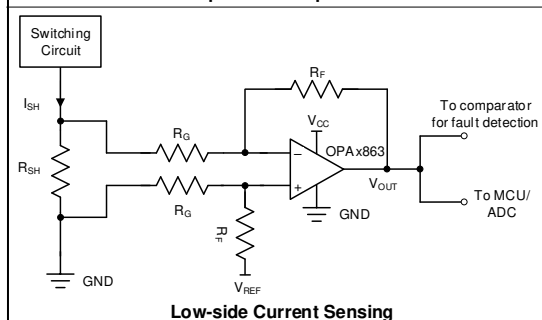 Switching
Circuit
I_SH
R_SH
GND
R_G
R_G
R_F
R_F
V_REF
V_CC
OPAx863
−
+
GND
V_OUT
To comparator
for fault detection
To MCU/
ADC
Low-side Current Sensing